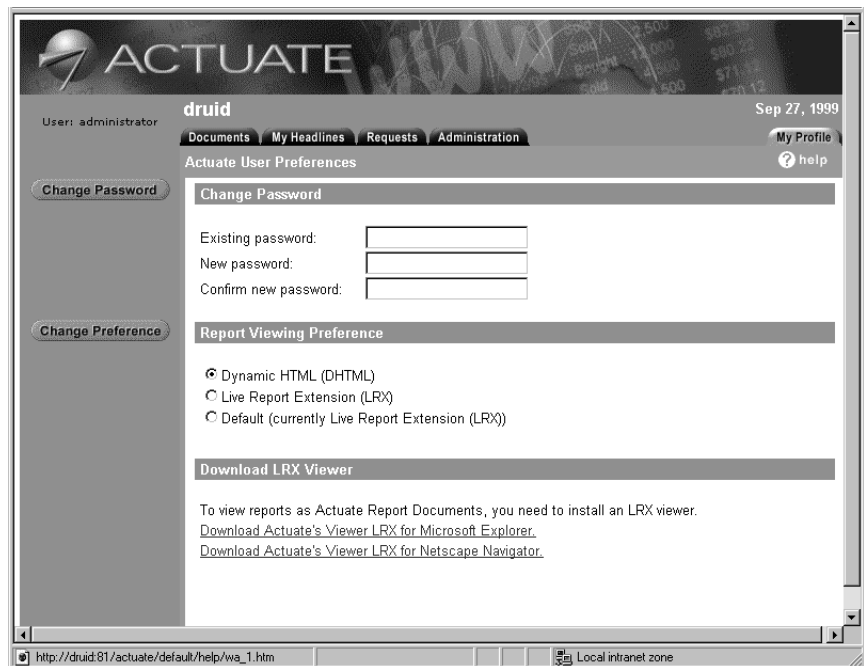 ACTUATE
User: administrator
druid
Sep 27, 1999
Documents My Headlines Requests Administration
My Profile
Actuate User Preferences
? help
Change Password
Change Password
Existing password:
New password:
Confirm new password:
Change Preference
Report Viewing Preference
Dynamic HTML (DHTML)
Live Report Extension (LRX)
Default (currently Live Report Extension (LRX))
Download LRX Viewer
To view reports as Actuate Report Documents, you need to install an LRX viewer.
Download Actuate's Viewer LRX for Microsoft Explorer.
Download Actuate's Viewer LRX for Netscape Navigator.
http://druid:81/actuate/default/help/wa_1.htm
Local intranet zone